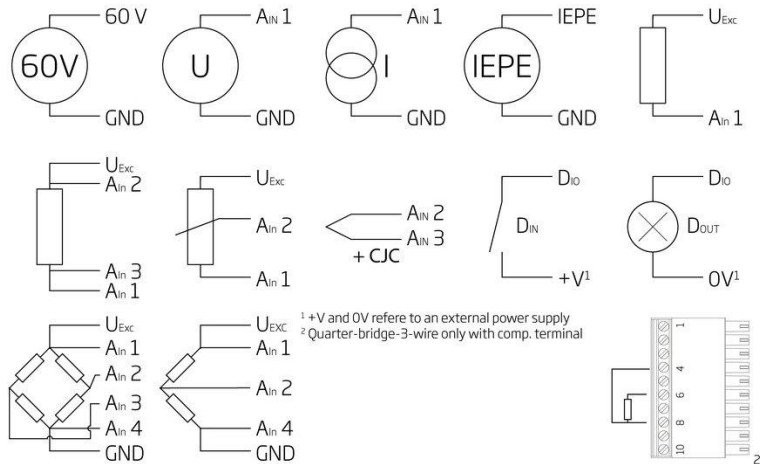 60 V
60V
GND
AIN 1
U
GND
AIN 1
I
GND
IEPE
IEPE
GND
UExc
AIn 1
UExc
AIn 2
AIn 3
AIn 1
UExc
AIn 2
AIn 1
AIN 2
AIN 3
+ CJC
DIO
DIN
+V¹
DIO
DOUT
0V¹
UExc
AIn 1
AIn 2
AIn 3
AIn 4
GND
UEXC
AIn 1
AIn 2
AIn 4
GND
¹ +V and 0V refere to an external power supply
² Quarter-bridge-3-wire only with comp. terminal
1
4
6
8
10
2